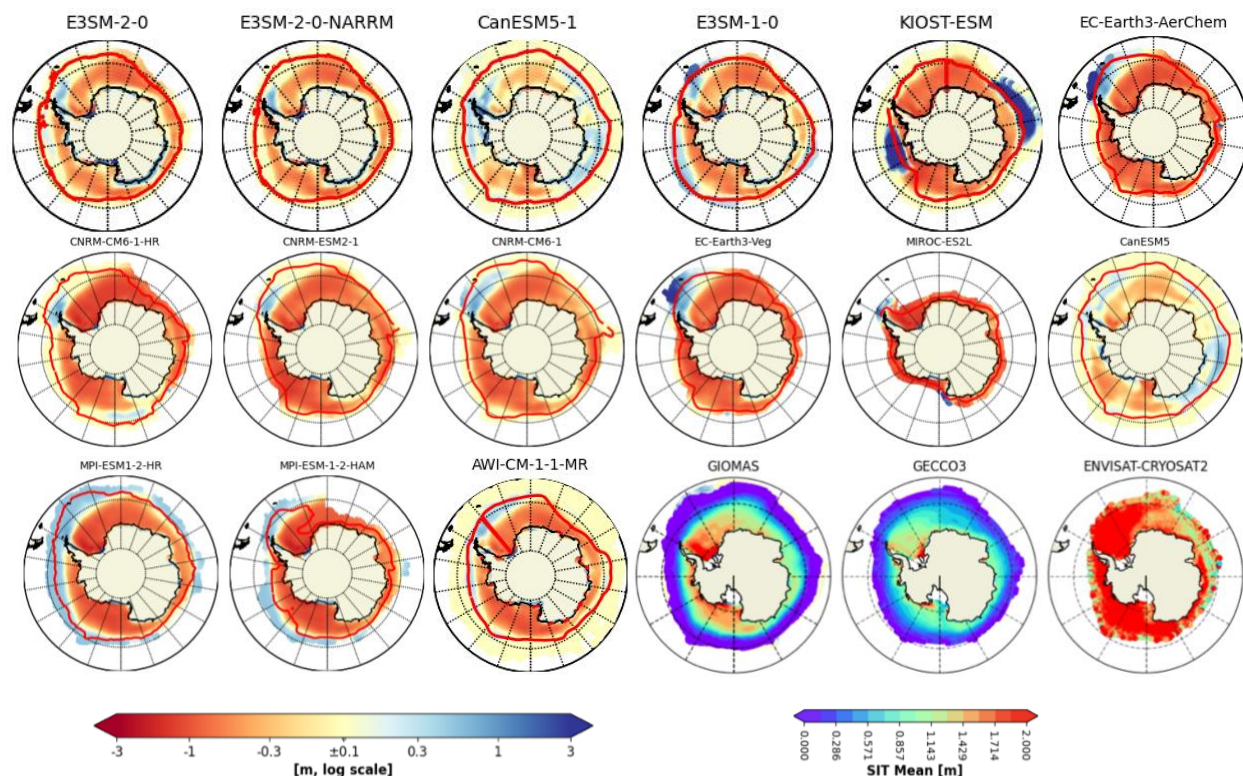 E3SM-2-0 E3SM-2-0-NARRM CanESM5-1 E3SM-1-0 KIOST-ESM EC-Earth3-AerChem
CNRM-CM6-1-HR CNRM-ESM2-1 CNRM-CM6-1 EC-Earth3-Veg MIROC-ES2L CanESM5
MPI-ESM1-2-HR MPI-ESM-1-2-HAM AWI-CM-1-1-MR GIOMAS GECCO3 ENVISAT-CRYOSAT2
-3 -1 -0.3 ±0.1 0.3 1 3
[m, log scale]
0.000 0.286 0.571 0.857 1.143 1.429 1.714 2.000
SIT Mean [m]